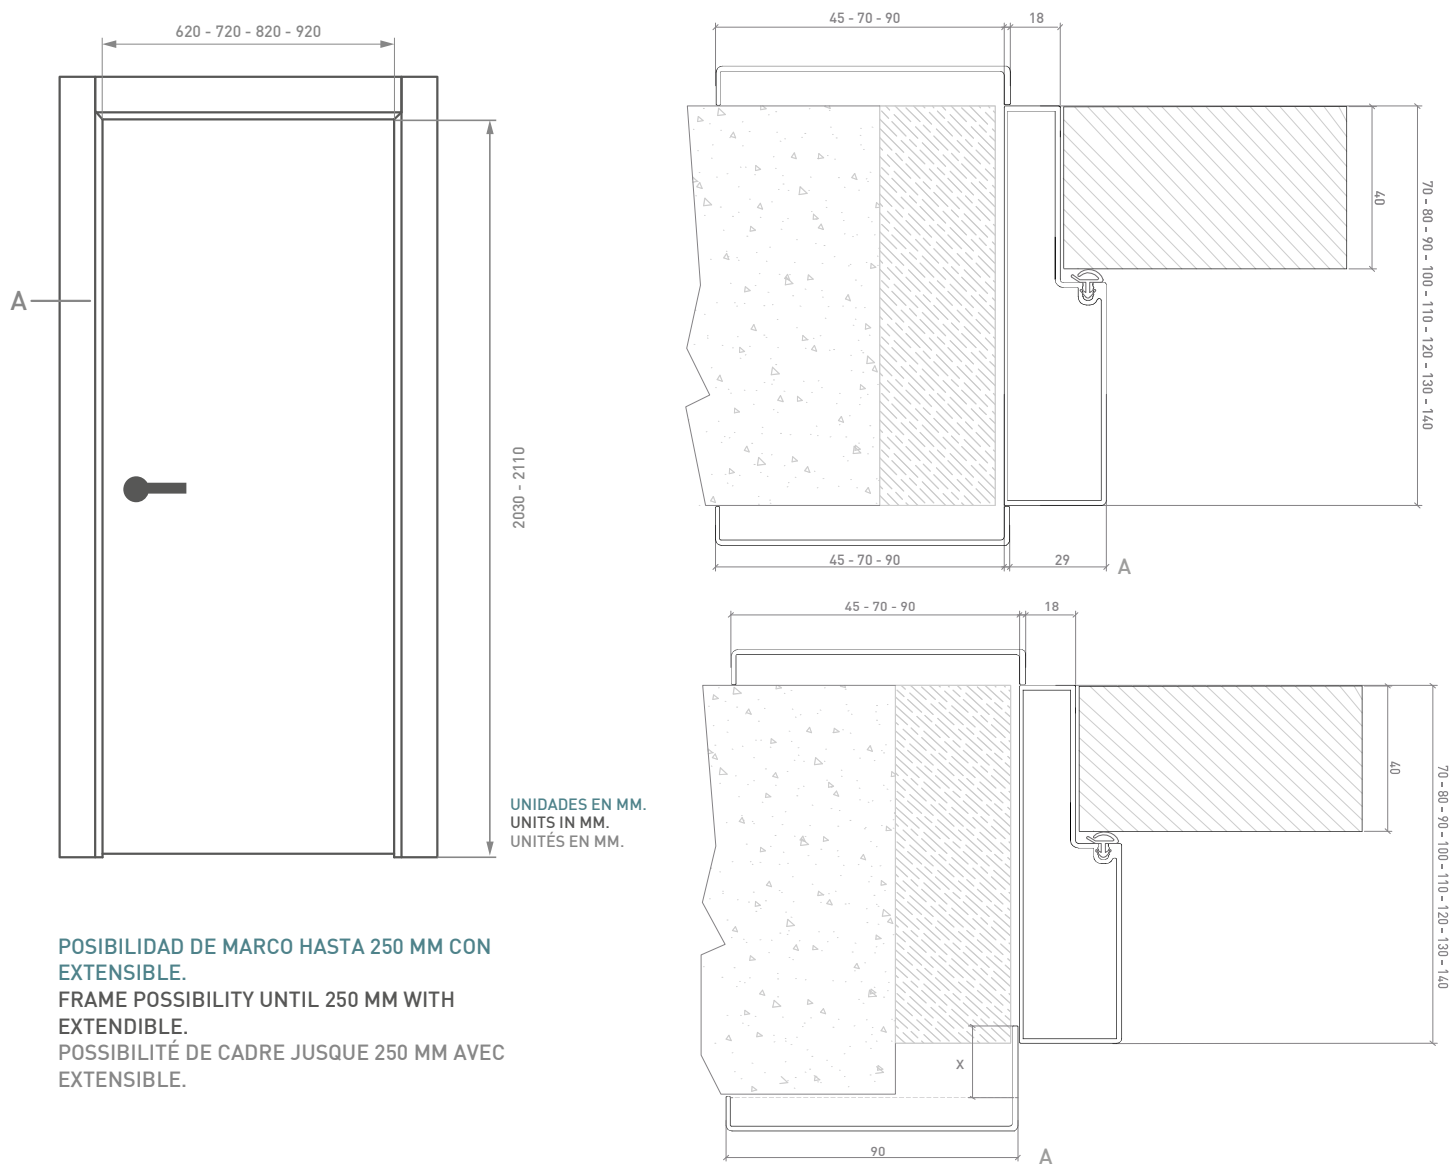 620 - 720 - 820 - 920
A
2030 - 2110
UNIDADES EN MM.
UNITS IN MM.
UNITÉS EN MM.
POSIBILIDAD DE MARCO HASTA 250 MM CON
EXTENSIBLE.
FRAME POSSIBILITY UNTIL 250 MM WITH
EXTENDIBLE.
POSSIBILITÉ DE CADRE JUSQUE 250 MM AVEC
EXTENSIBLE.
45 - 70 - 90
18
40
70 - 80 - 90 - 100 - 110 - 120 - 130 - 140
45 - 70 - 90
29
A
45 - 70 - 90
18
40
70 - 80 - 90 - 100 - 110 - 120 - 130 - 140
X
90
A